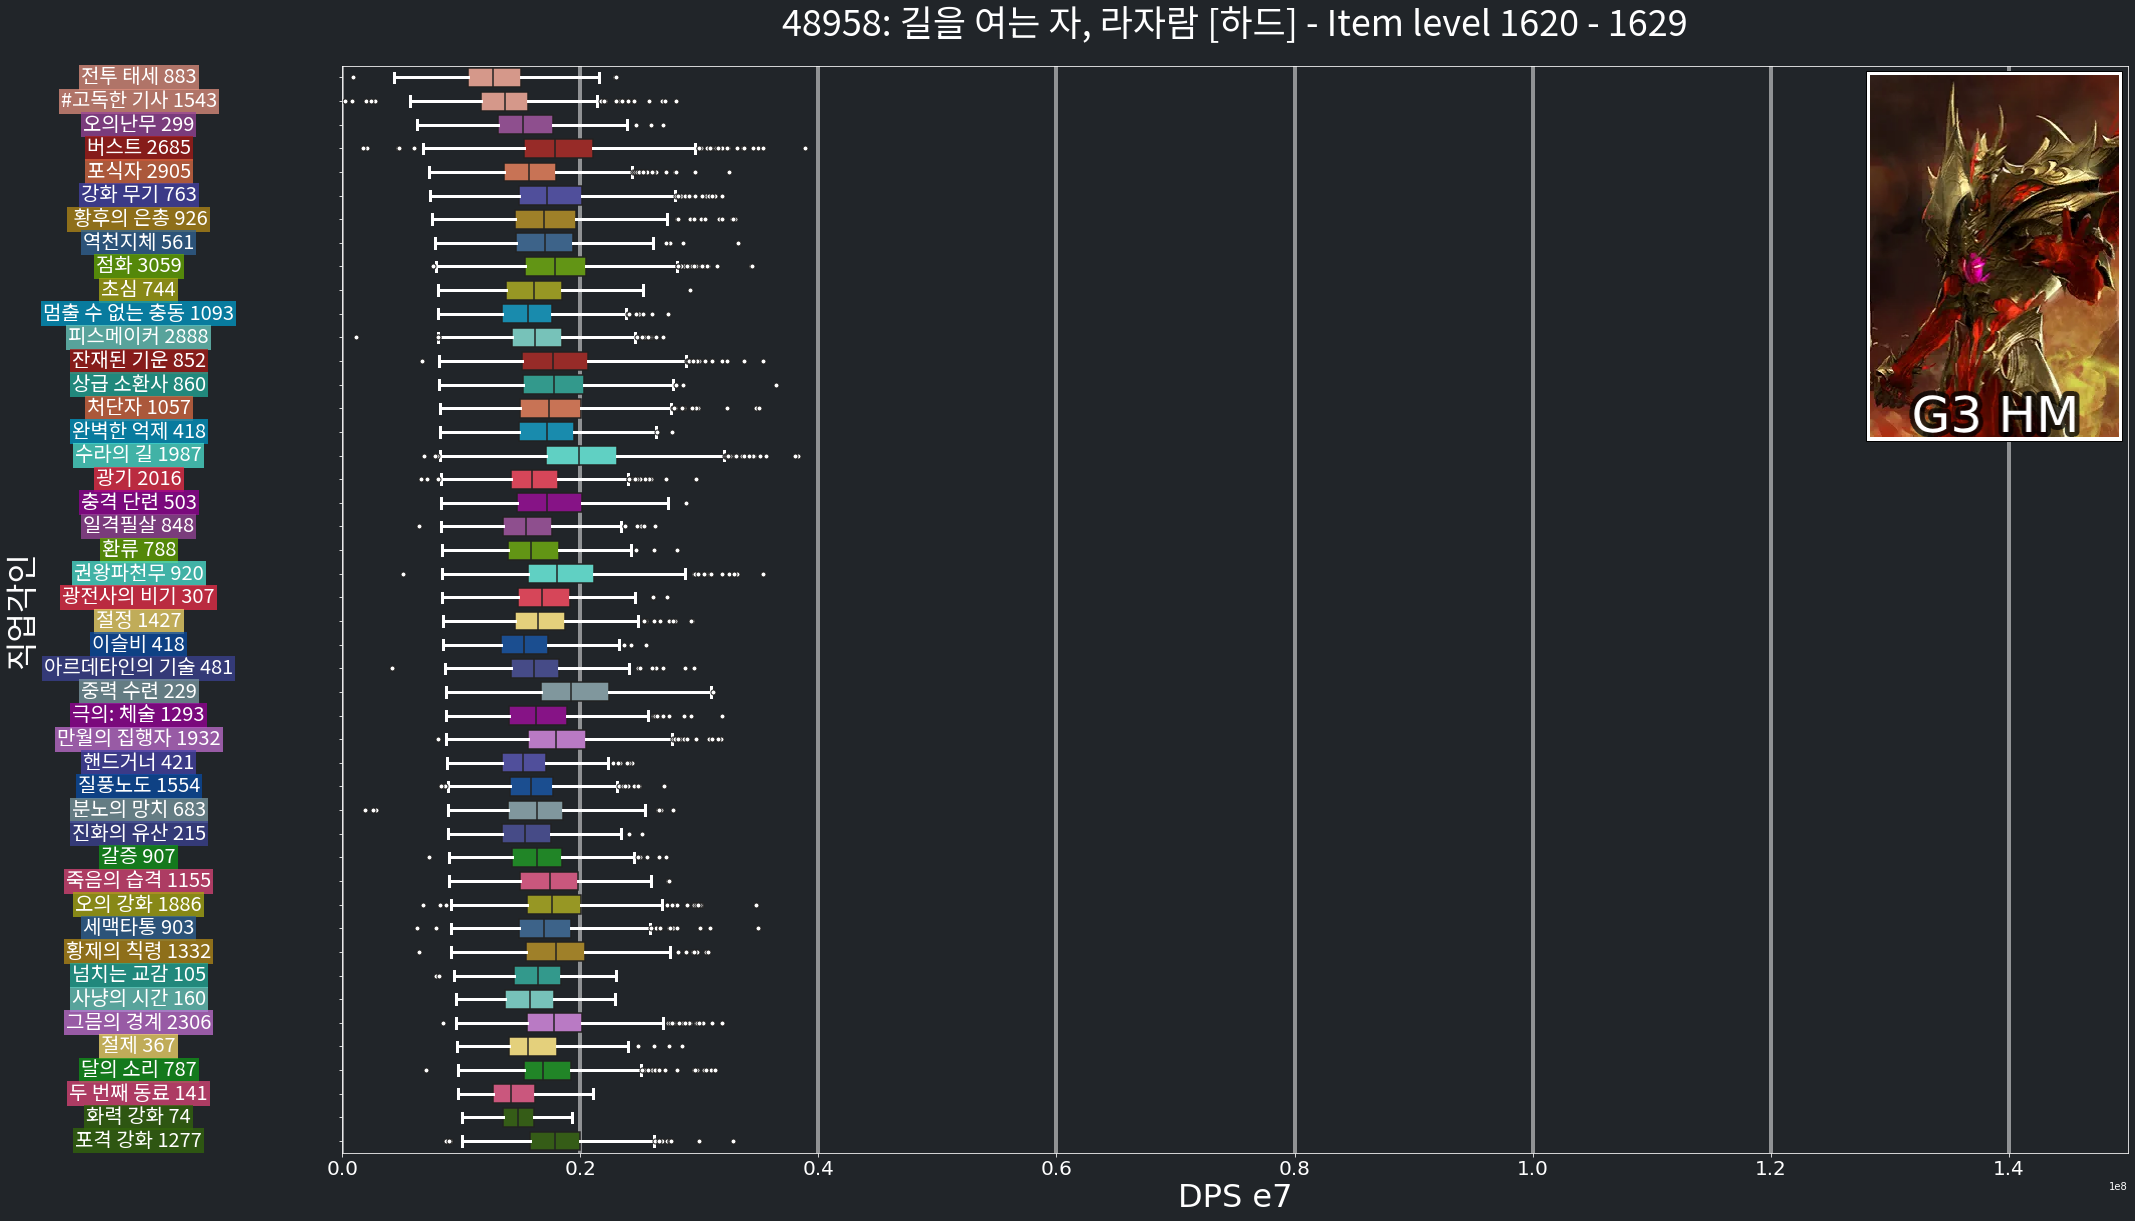 48958: 길을 여는 자, 라자람 [하드] - Item level 1620 - 1629
전투 태세 883
#고독한 기사 1543
오의난무 299
버스트 2685
포식자 2905
강화 무기 763
황후의 은총 926
역천지체 561
점화 3059
초심 744
멈출 수 없는 충동 1093
피스메이커 2888
잔재된 기운 852
상급 소환사 860
처단자 1057
완벽한 억제 418
수라의 길 1987
광기 2016
충격 단련 503
일격필살 848
환류 788
권왕파천무 920
광전사의 비기 307
절정 1427
이슬비 418
아르데타인의 기술 481
중력 수련 229
극의: 체술 1293
만월의 집행자 1932
핸드거너 421
질풍노도 1554
분노의 망치 683
진화의 유산 215
갈증 907
죽음의 습격 1155
오의 강화 1886
세맥타통 903
황제의 칙령 1332
넘치는 교감 105
사냥의 시간 160
그믐의 경계 2306
절제 367
달의 소리 787
두 번째 동료 141
화력 강화 74
포격 강화 1277
직업각인
G3 HM
0.0 0.2 0.4 0.6 0.8 1.0 1.2 1.4
1e8
DPS e7